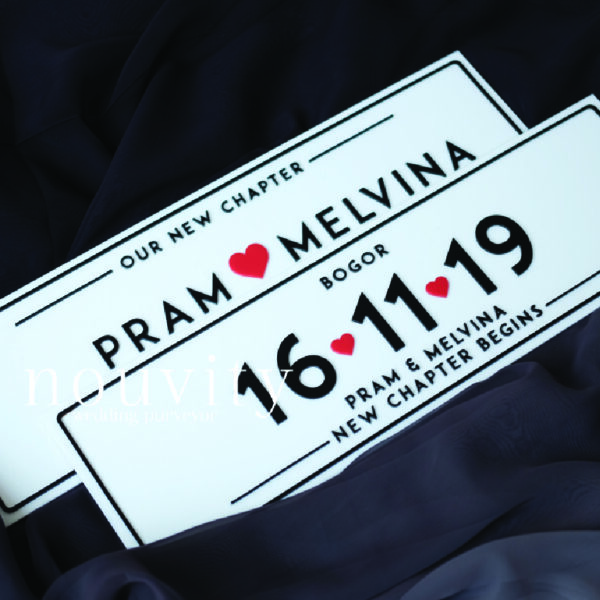 OUR NEW CHAPTER
PRAM MELVINA
BOGOR
16 11 19
PRAM & MELVINA
NEW CHAPTER BEGINS
nouvity
wedding purveyor